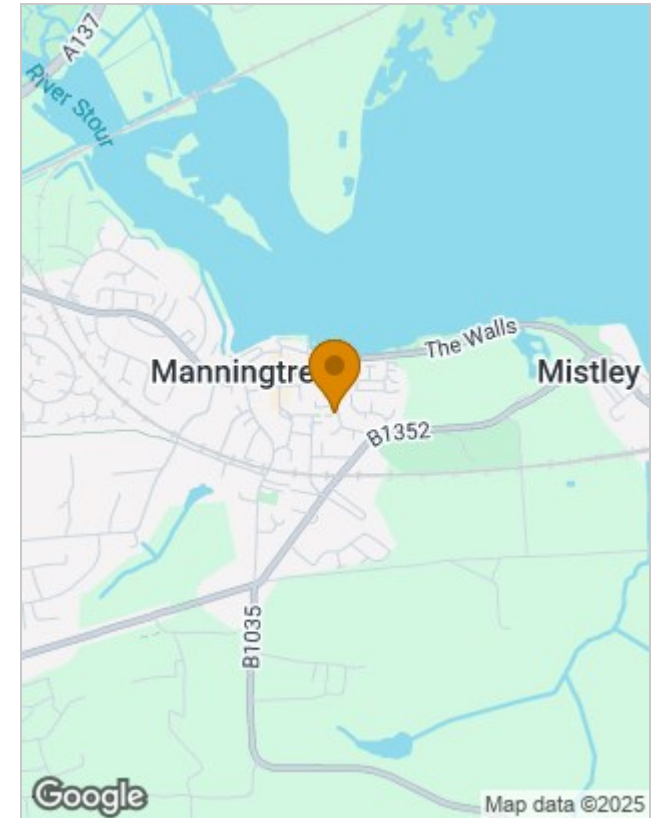 A137
River Stour
The Walls
Manningtre
Mistley
B1352
B1035
Google
Map data ©2025